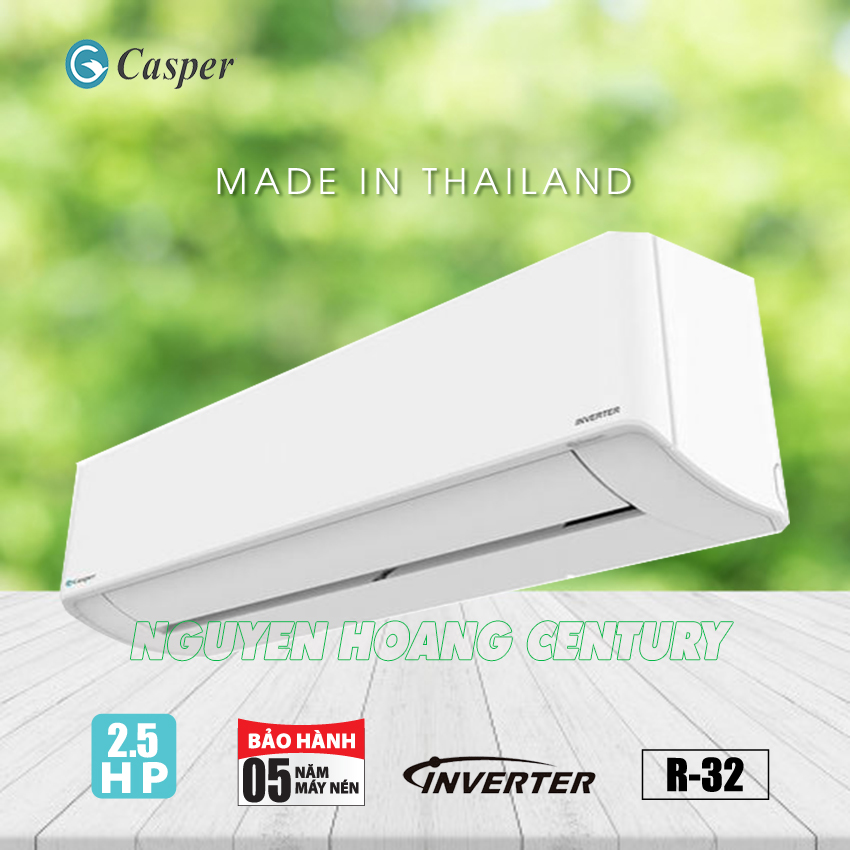 Casper
MADE IN THAILAND
INVERTER
Casper
NGUYEN HOANG CENTURY
2.5
HP
BẢO HÀNH
05 NĂM
MÁY NÉN
INVERTER
R-32